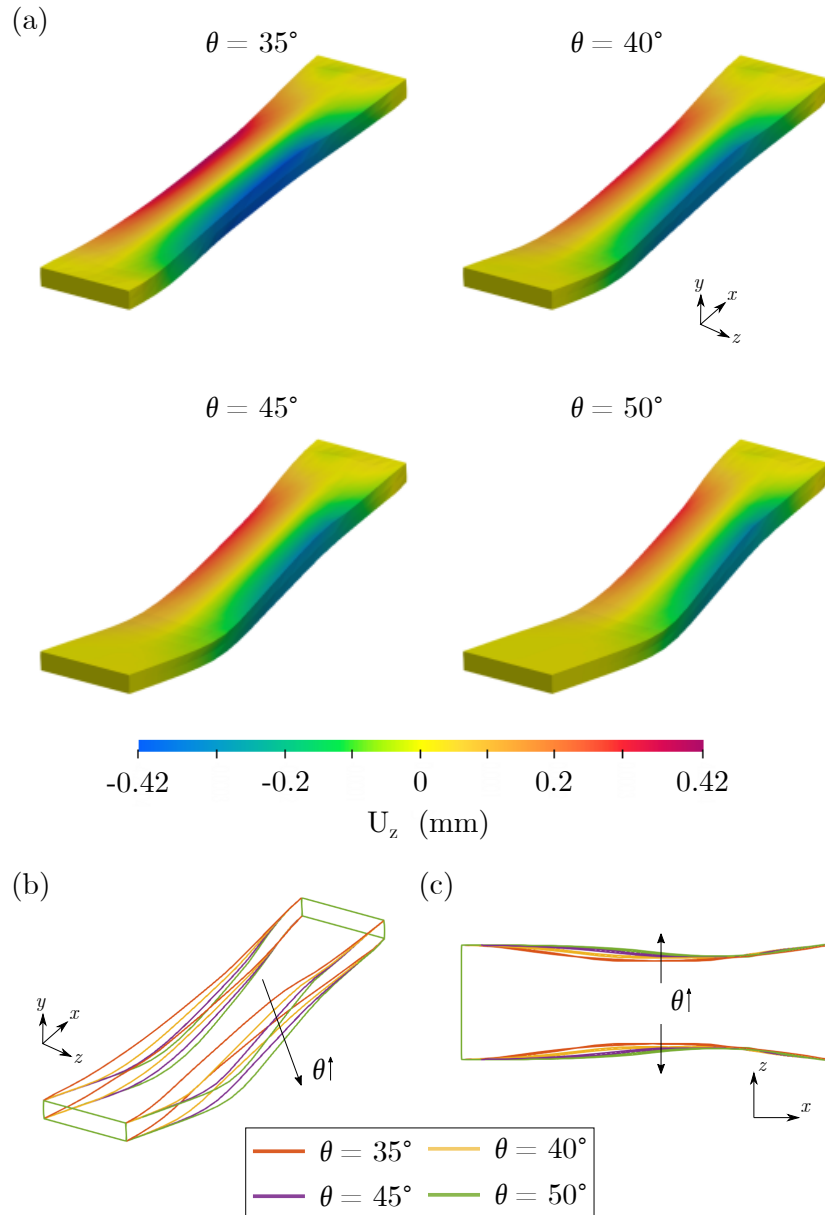 (a)
θ = 35° θ = 40°
y x z
θ = 45° θ = 50°
-0.42 -0.2 0 0.2 0.42
U_z (mm)
(b) (c)
y x z
θ↑
θ↑
z x
θ = 35° θ = 40°
θ = 45° θ = 50°